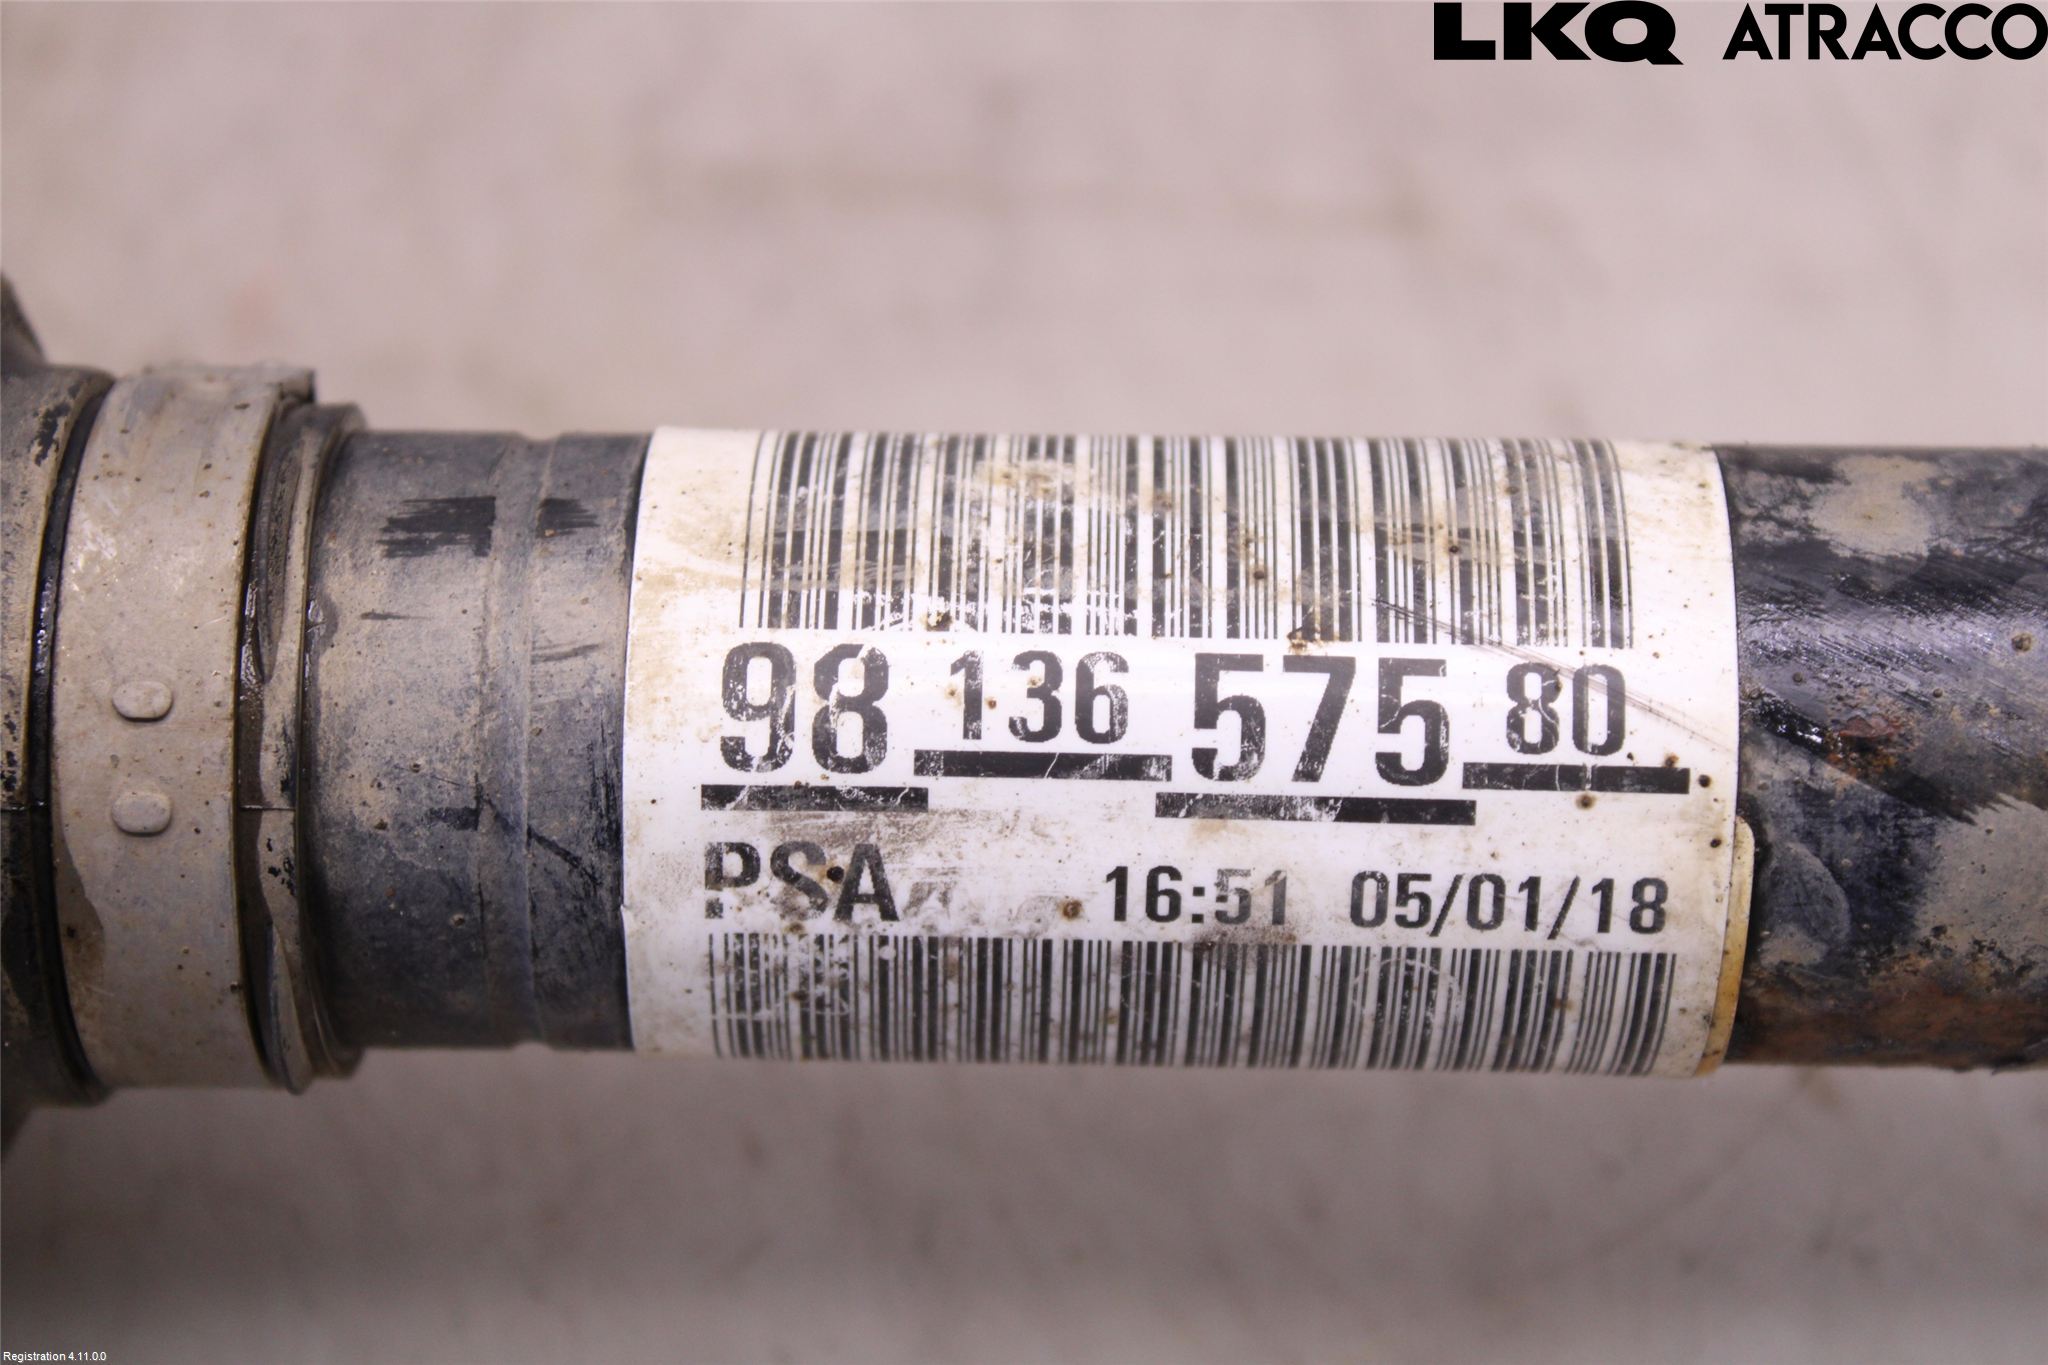 LKQ ATRACCO
98 136 575 80
PSA 16:51 05/01/18
Registration 4.11.0.0